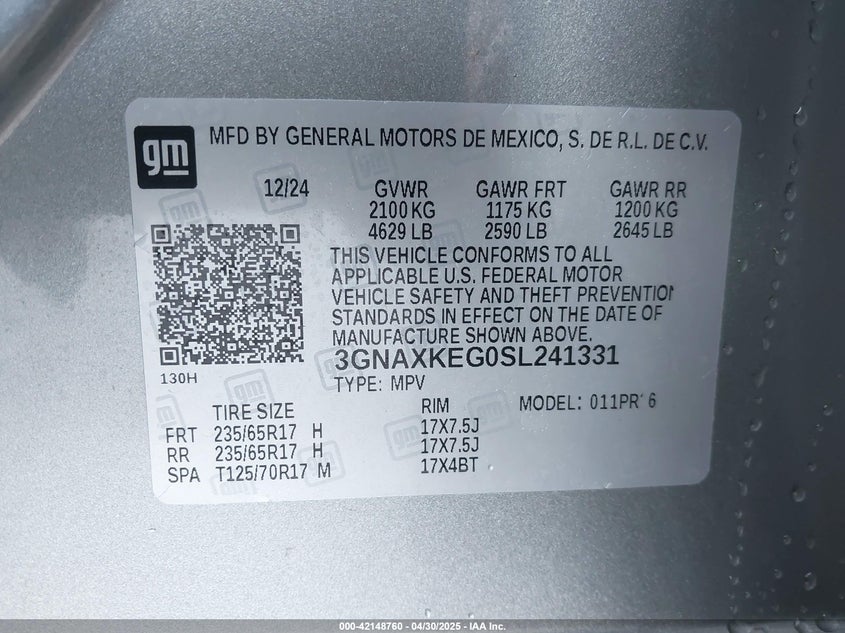 gm
MFD BY GENERAL MOTORS DE MEXICO, S. DE R.L. DE C.V.
12/24 GVWR GAWR FRT GAWR RR
2100 KG 1175 KG 1200 KG
4629 LB 2590 LB 2645 LB
THIS VEHICLE CONFORMS TO ALL
APPLICABLE U.S. FEDERAL MOTOR
VEHICLE SAFETY AND THEFT PREVENTION
STANDARDS IN EFFECT ON THE DATE OF
MANUFACTURE SHOWN ABOVE.
3GNAXKEG0SL241331
130H
TYPE: MPV
TIRE SIZE RIM MODEL:
FRT 235/65R17 H 17X7.5J
RR 235/65R17 H 17X7.5J
SPA T125/70R17 M 17X4BT
000-42148760 - 04/30/2025 - IAA Inc.